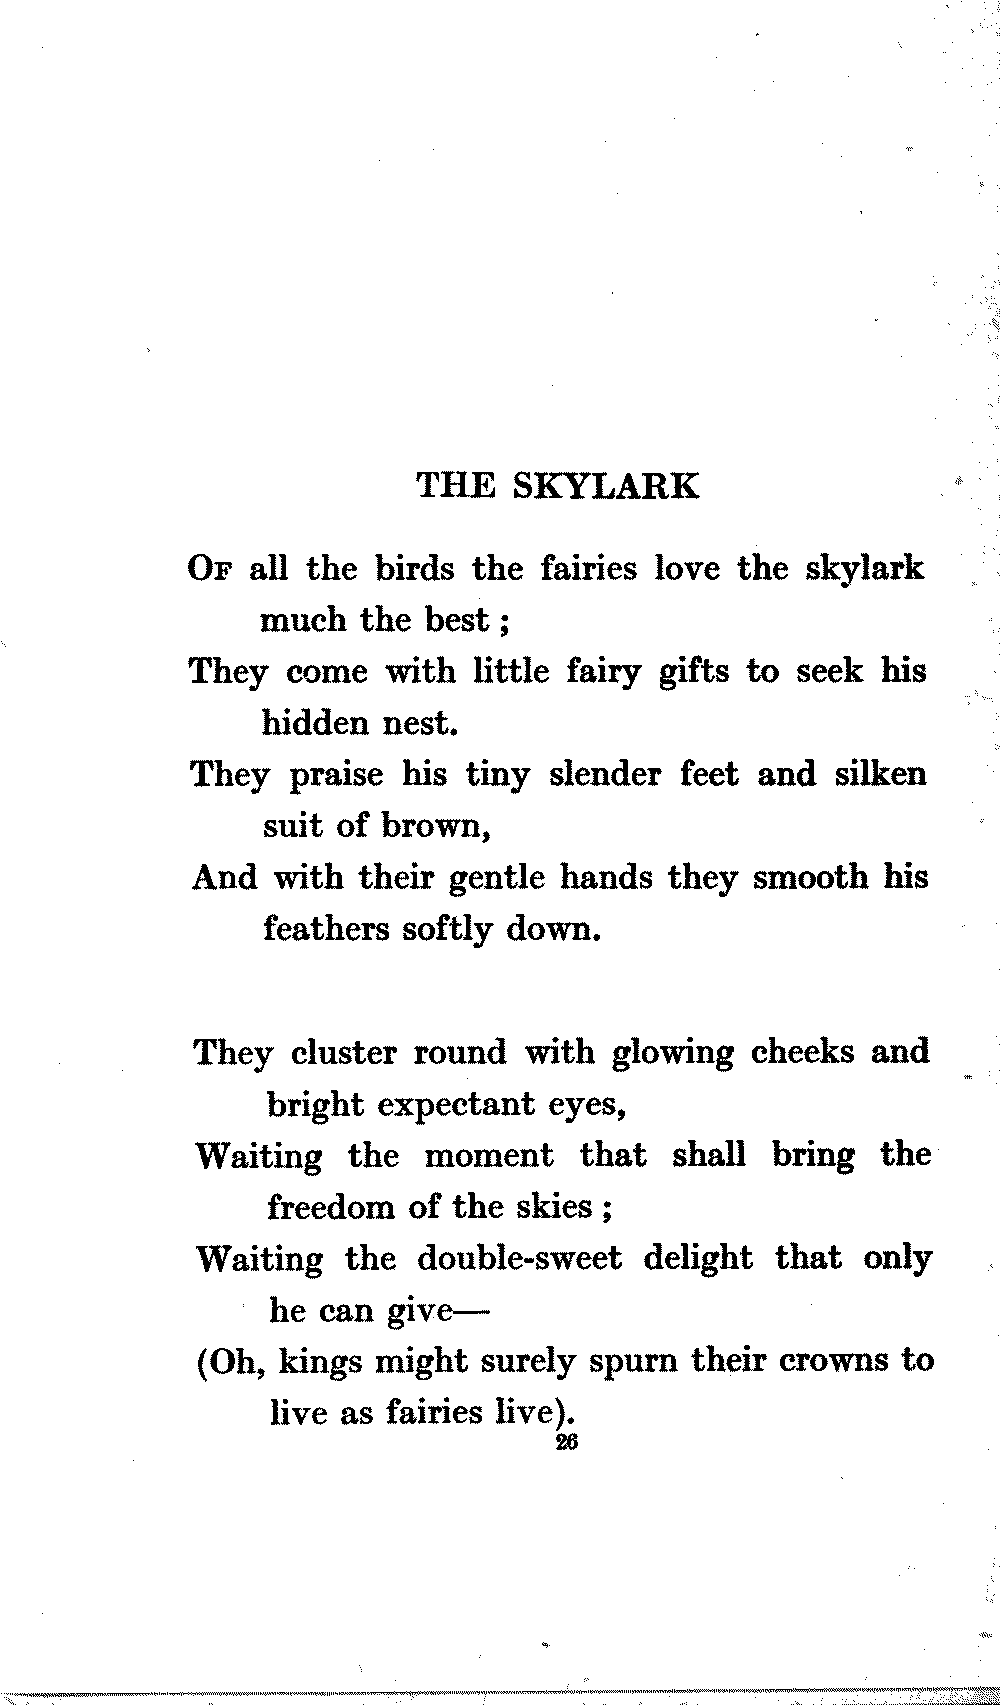 THE SKYLARK
OF all the birds the fairies love the skylark
much the best ;
They come with little fairy gifts to seek his
hidden nest.
They praise his tiny slender feet and silken
suit of brown,
And with their gentle hands they smooth his
feathers softly down.
They cluster round with glowing cheeks and
bright expectant eyes,
Waiting the moment that shall bring the
freedom of the skies ;
Waiting the double-sweet delight that only
he can give—
(Oh, kings might surely spurn their crowns to
live as fairies live).
26